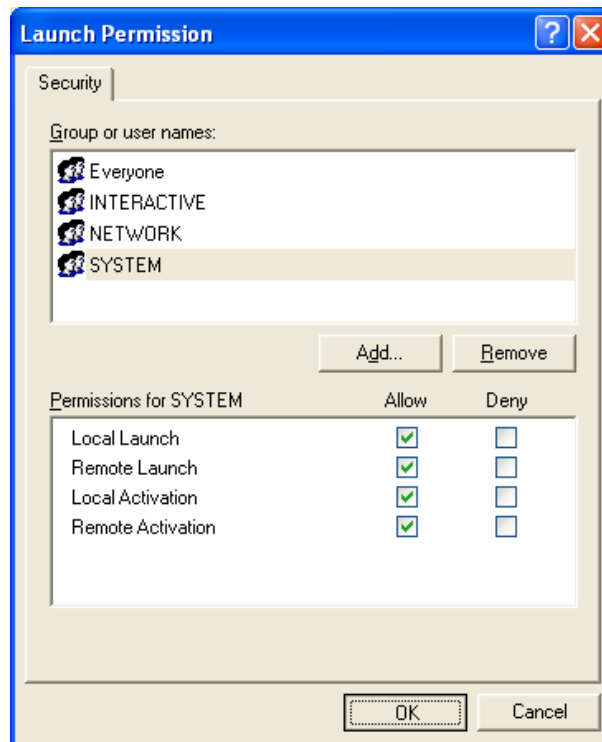 Launch Permission
Security
Group or user names:
Everyone
INTERACTIVE
NETWORK
SYSTEM
Add... Remove
Permissions for SYSTEM Allow Deny
Local Launch
Remote Launch
Local Activation
Remote Activation
OK Cancel